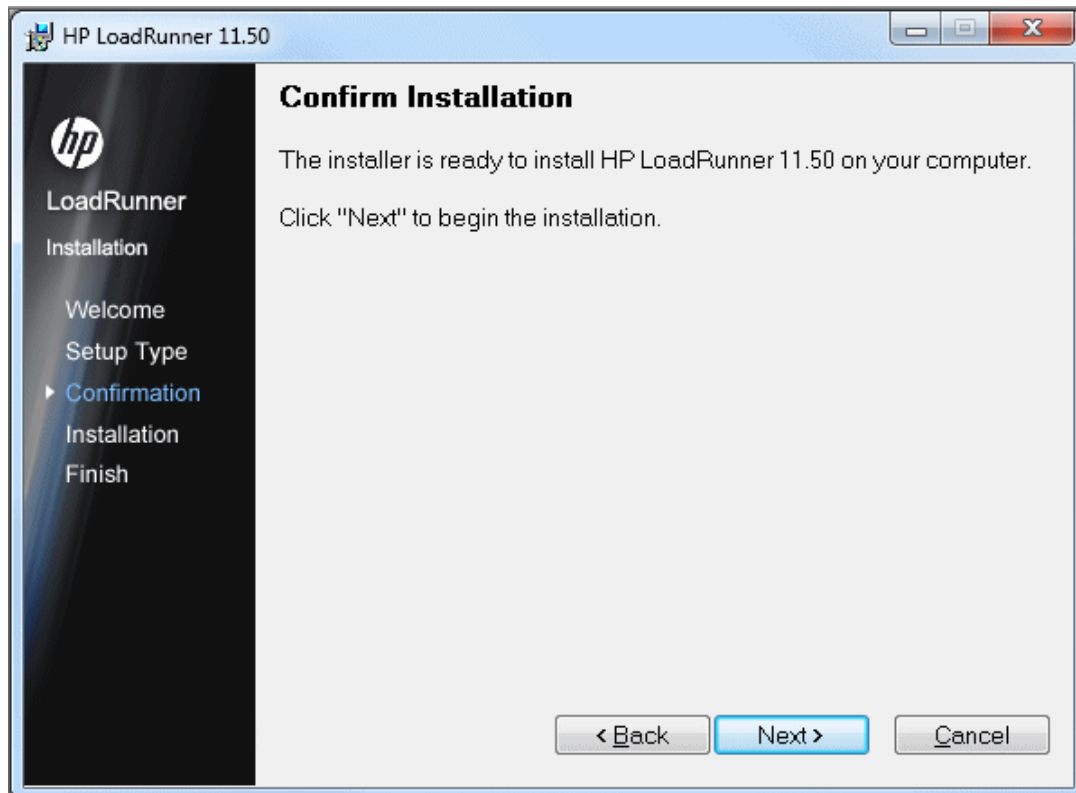 HP LoadRunner 11.50
hp
LoadRunner
Installation
Welcome
Setup Type
Confirmation
Installation
Finish
Confirm Installation
The installer is ready to install HP LoadRunner 11.50 on your computer.
Click "Next" to begin the installation.
< Back
Next >
Cancel